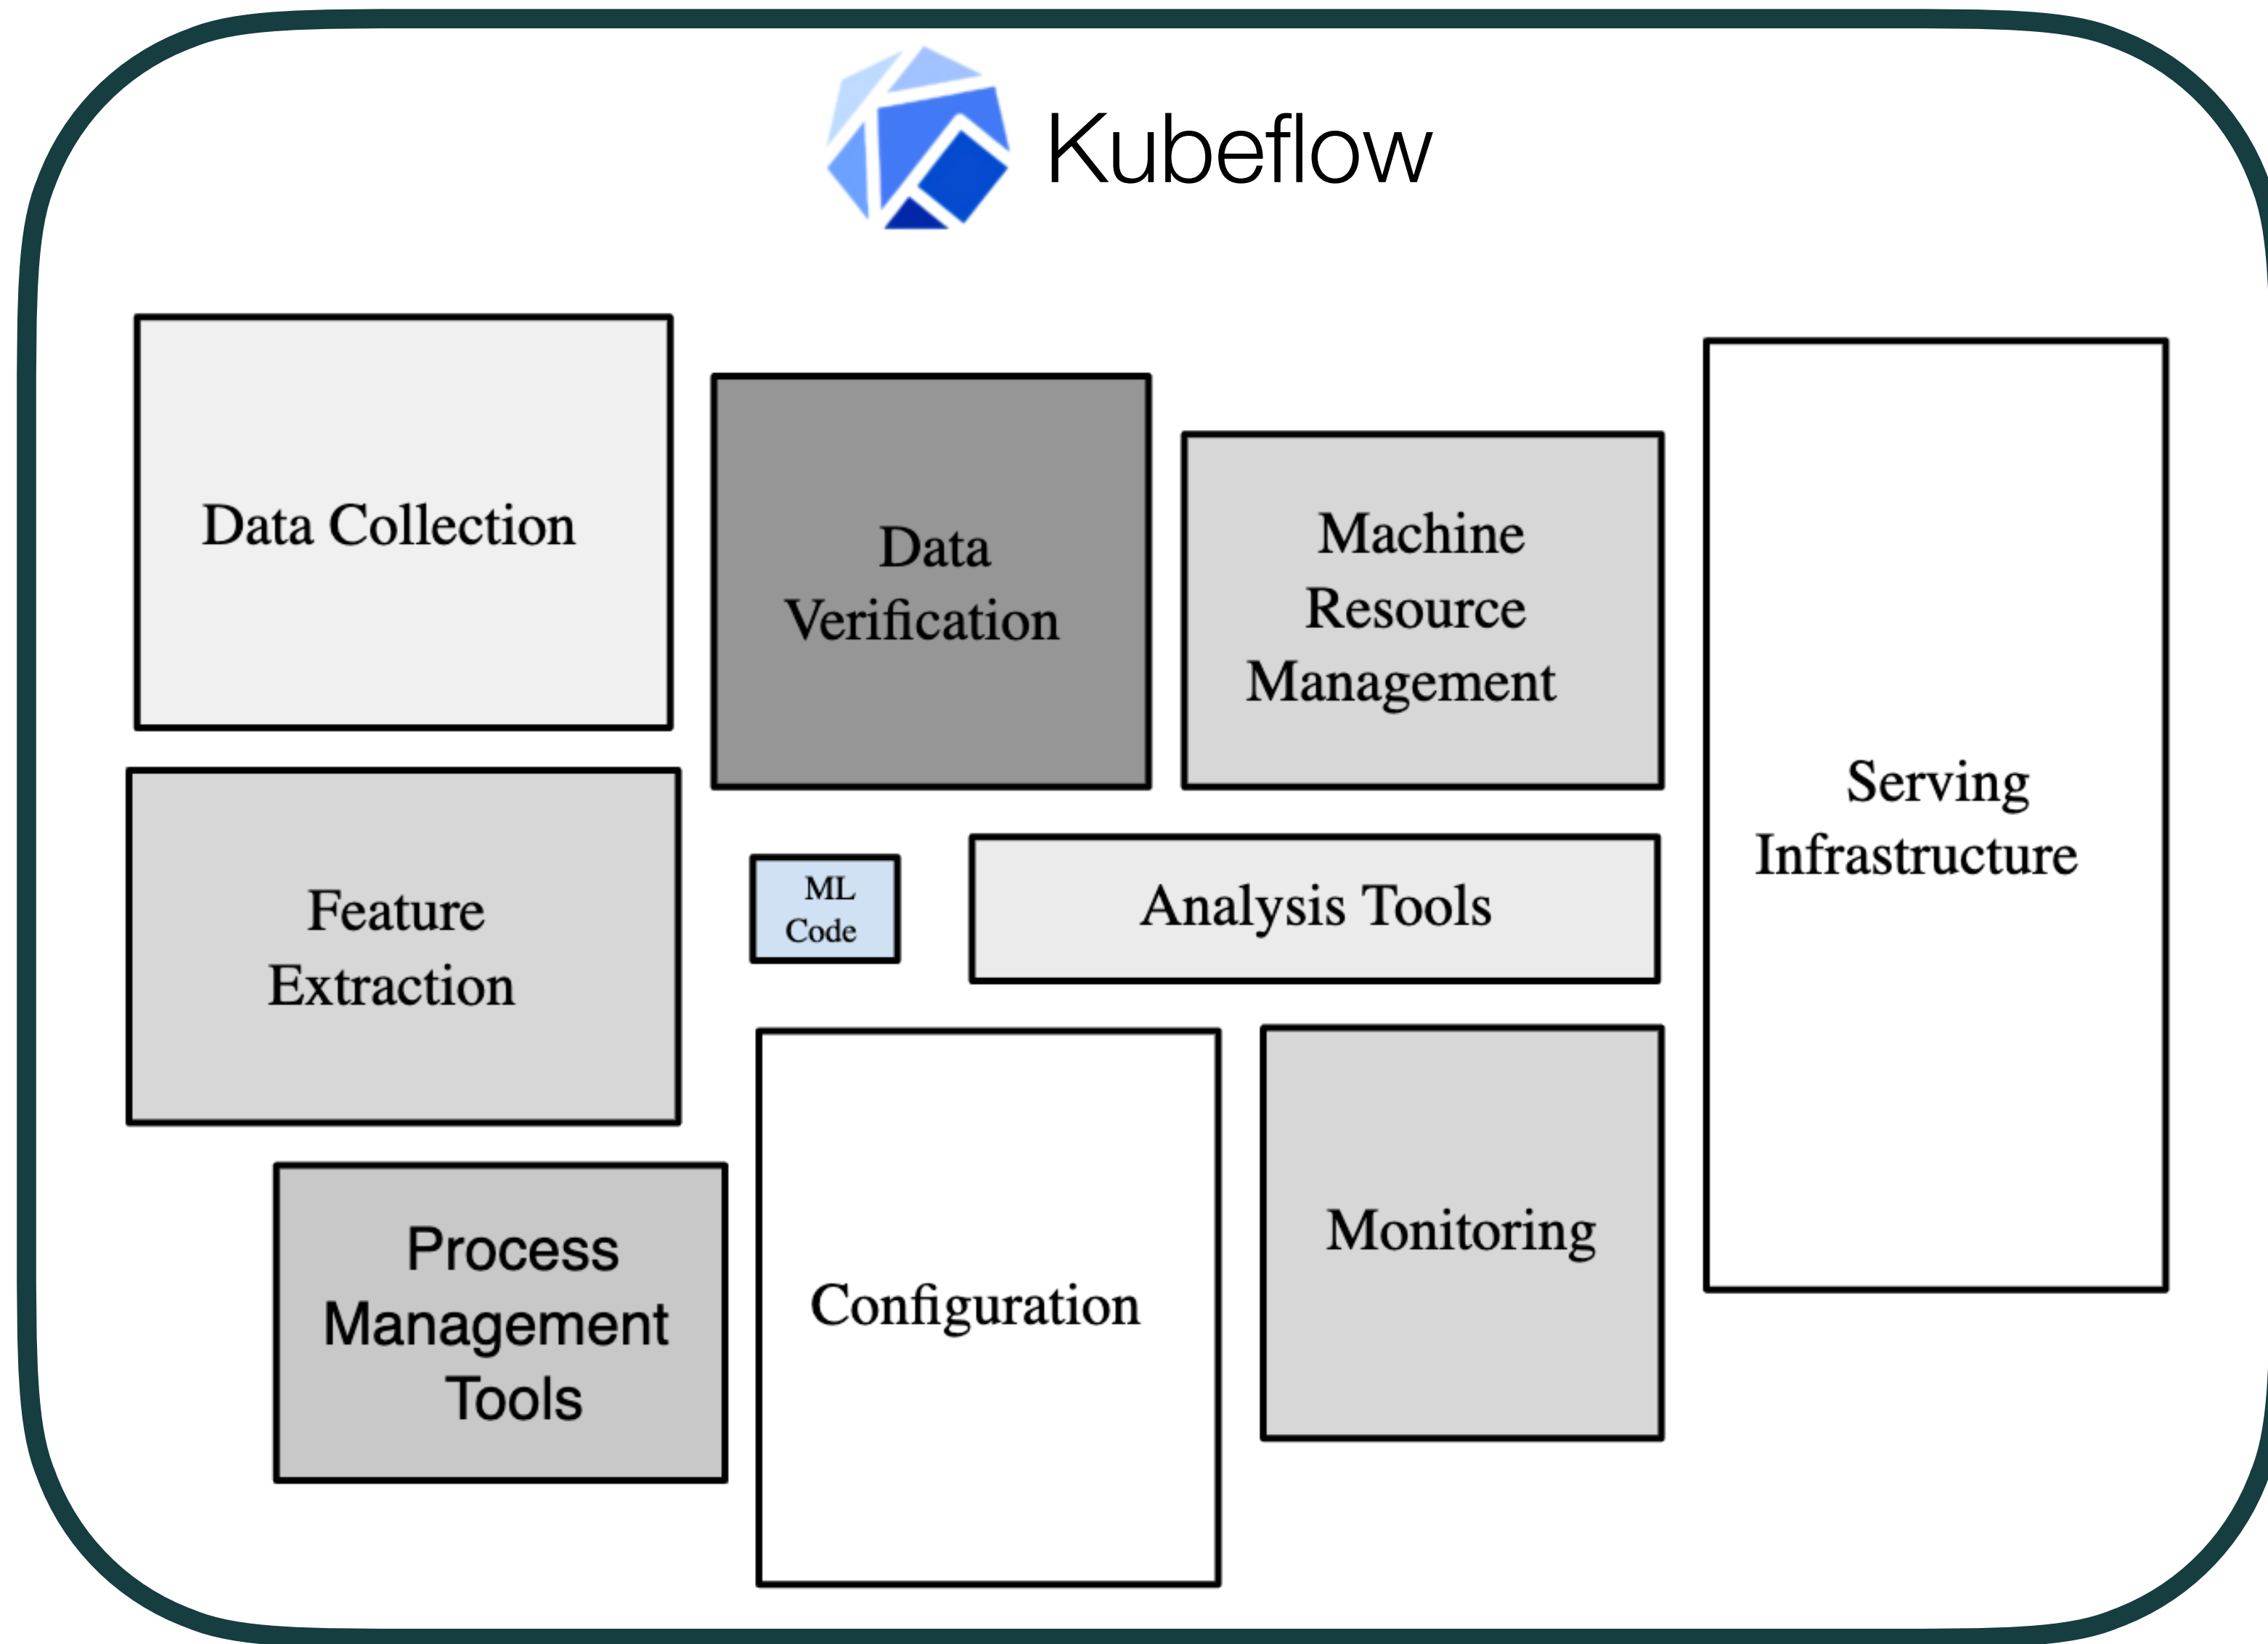 Kubeflow
Data Collection
Data
Verification
Machine
Resource
Management
Serving
Infrastructure
Feature
Extraction
ML
Code
Analysis Tools
Process
Management
Tools
Configuration
Monitoring